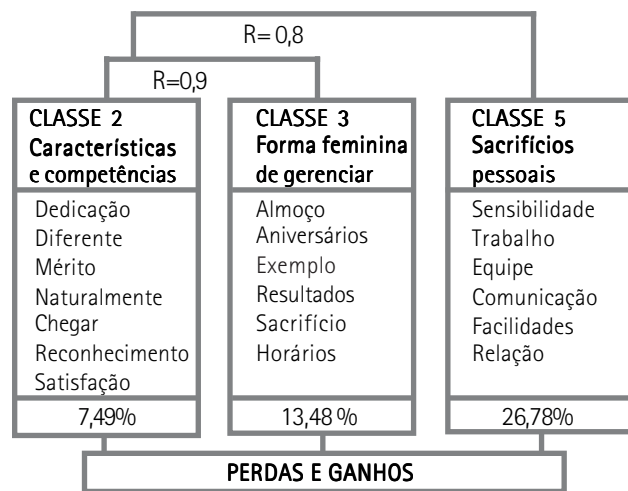 R= 0,8
R=0,9
CLASSE 2
Características
e competências
Dedicação
Diferente
Mérito
Naturalmente
Chegar
Reconhecimento
Satisfação
7,49%
CLASSE 3
Forma feminina
de gerenciar
Almoço
Aniversários
Exemplo
Resultados
Sacrifício
Horários
13,48 %
CLASSE 5
Sacrifícios
pessoais
Sensibilidade
Trabalho
Equipe
Comunicação
Facilidades
Relação
26,78%
PERDAS E GANHOS